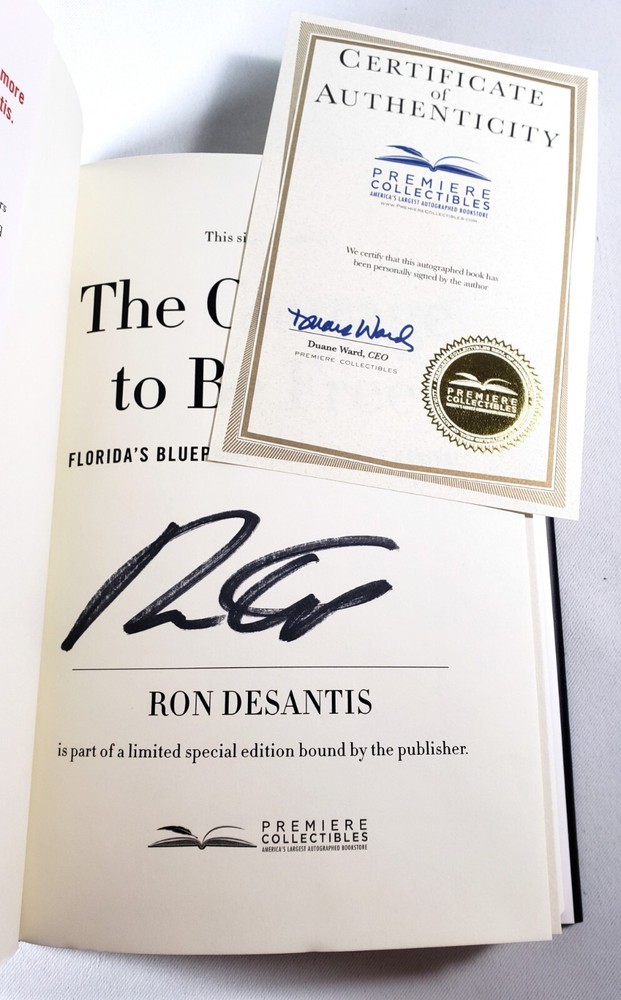 more
tis.
rs
CERTIFICATE
of
AUTHENTICITY
PREMIERE
COLLECTIBLES
AMERICA'S LARGEST AUTOGRAPHED BOOKSTORE
www.PremiereCollectibles.com
We certify that this autographed book has
been personally signed by the author
Duane Ward
Duane Ward, CEO
PREMIERE COLLECTIBLES
PREMIERE
COLLECTIBLES
This si
The C
to B
FLORIDA'S BLUEP
RON DESANTIS
is part of a limited special edition bound by the publisher.
PREMIERE
COLLECTIBLES
AMERICA'S LARGEST AUTOGRAPHED BOOKSTORE